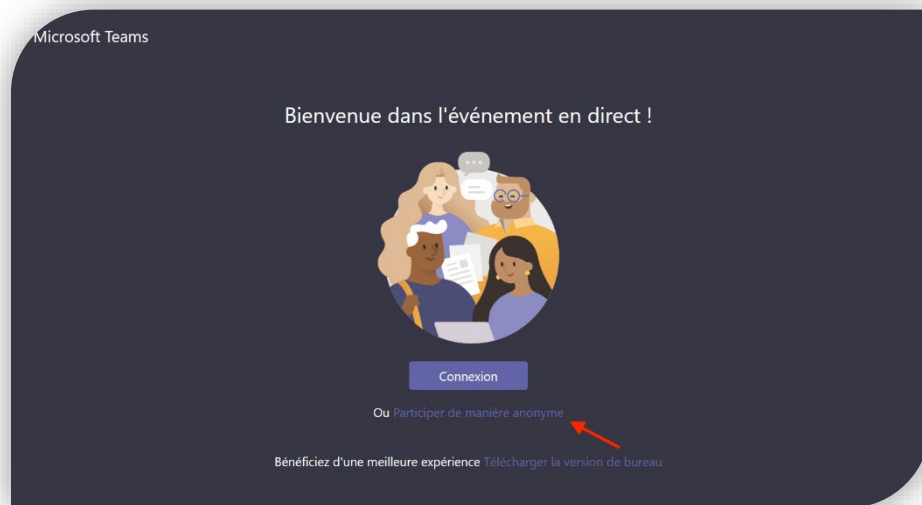 Microsoft Teams
Bienvenue dans l'événement en direct !
Connexion
Ou Participer de manière anonyme
Bénéficiez d'une meilleure expérience Télécharger la version de bureau